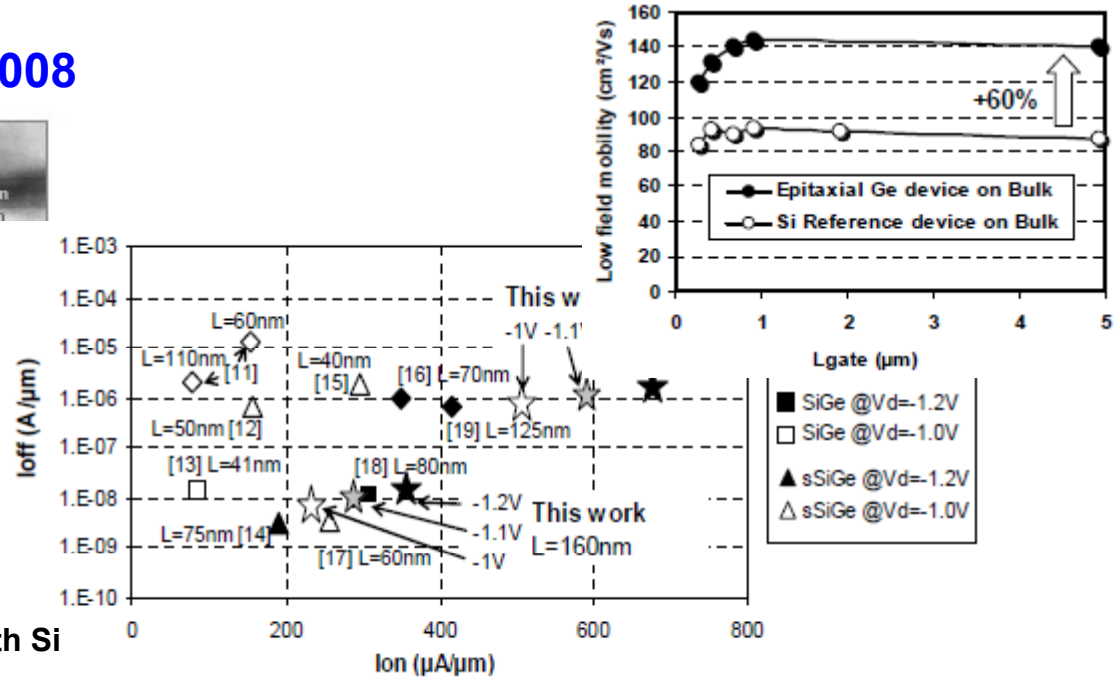 008
160
140
120
100
80
60
40
20
0
Low field mobility (cm²/Vs)
+60%
Epitaxial Ge device on Bulk
Si Reference device on Bulk
0 1 2 3 4 5
Lgate (µm)
1.E-03
1.E-04
1.E-05
1.E-06
1.E-07
1.E-08
1.E-09
1.E-10
Ioff (A/µm)
This w
-1V -1.1
L=60nm
L=110nm
[11]
L=40nm
[15]
[16] L=70nm
L=50nm [12]
[19] L=125nm
[13] L=41nm
[18] L=80nm
-1.2V
This work
-1.1V
L=160nm
L=75nm [14]
[17] L=60nm
-1V
SiGe @Vd=-1.2V
SiGe @Vd=-1.0V
sSiGe @Vd=-1.2V
sSiGe @Vd=-1.0V
0 200 400 600 800
Ion (µA/µm)
th Si